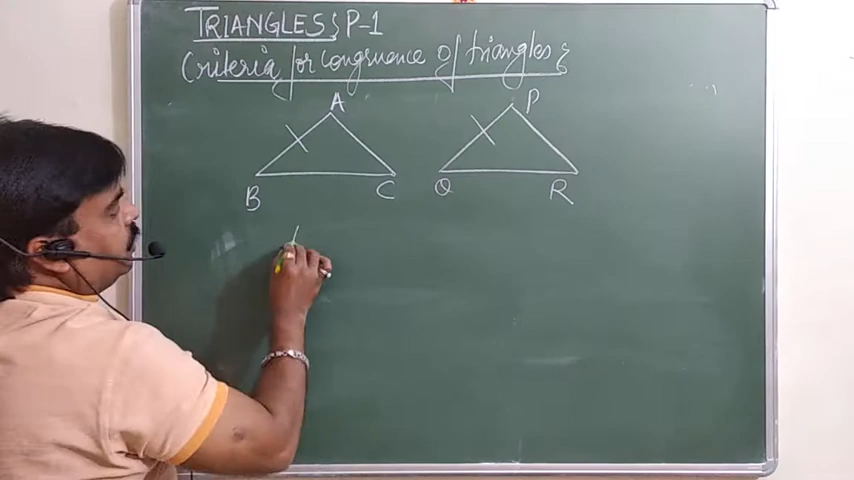 TRIANGLES; P-1
Criteria for congruence of triangles;
A
P
B
C
Q
R